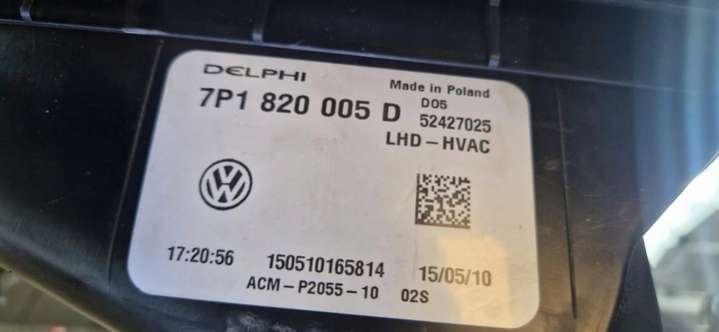 DELPHI
Made in Poland
7P1 820 005 D
D05
52427025
LHD-HVAC
VW
17:20:56 150510165814 15/05/10
ACM-P2055-10 02S